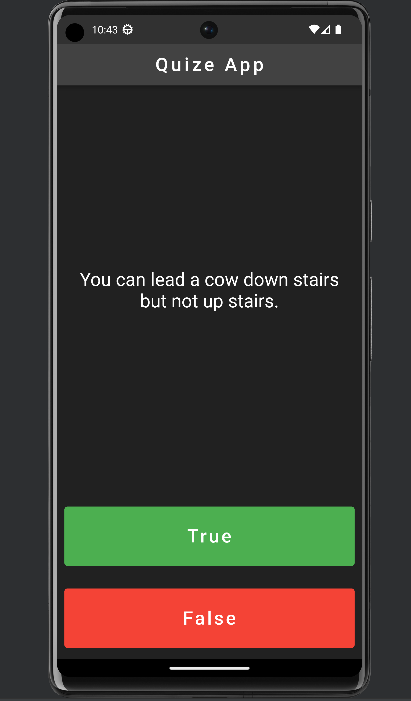 10:43
Quize App
You can lead a cow down stairs
but not up stairs.
True
False